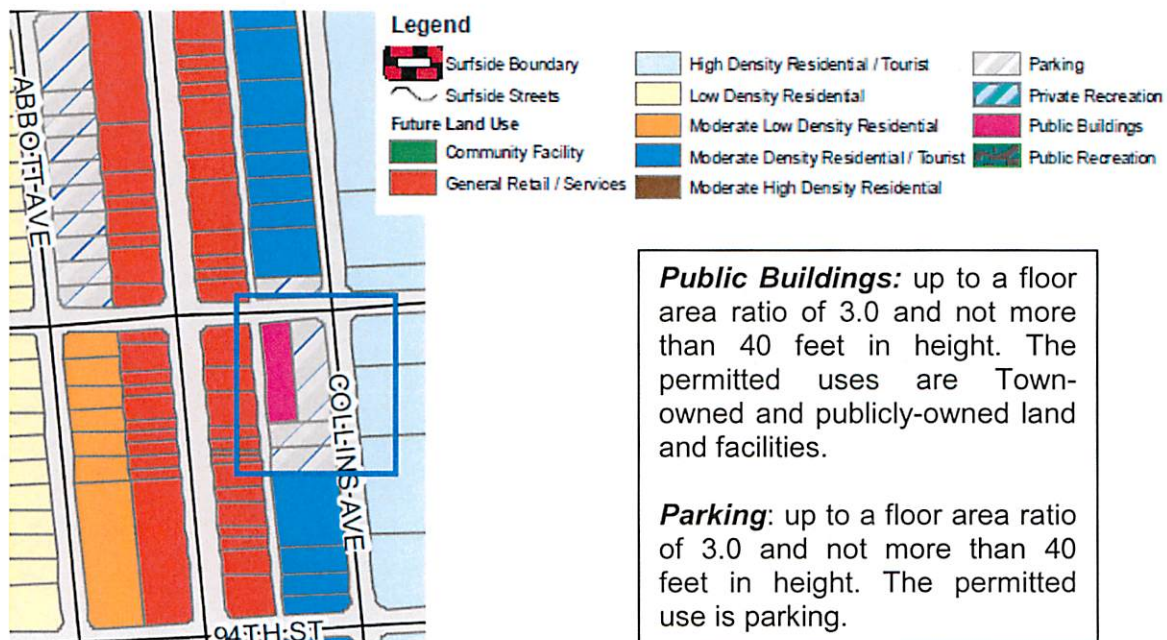 Legend
Surfside Boundary
Surfside Streets
Future Land Use
Community Facility
General Retail / Services
High Density Residential / Tourist
Low Density Residential
Moderate Low Density Residential
Moderate Density Residential / Tourist
Moderate High Density Residential
Parking
Private Recreation
Public Buildings
Public Recreation
ABBOTT AVE
COLLINS AVE
94TH ST
Public Buildings: up to a floor
area ratio of 3.0 and not more
than 40 feet in height. The
permitted uses are Town-
owned and publicly-owned land
and facilities.
Parking: up to a floor area ratio
of 3.0 and not more than 40
feet in height. The permitted
use is parking.